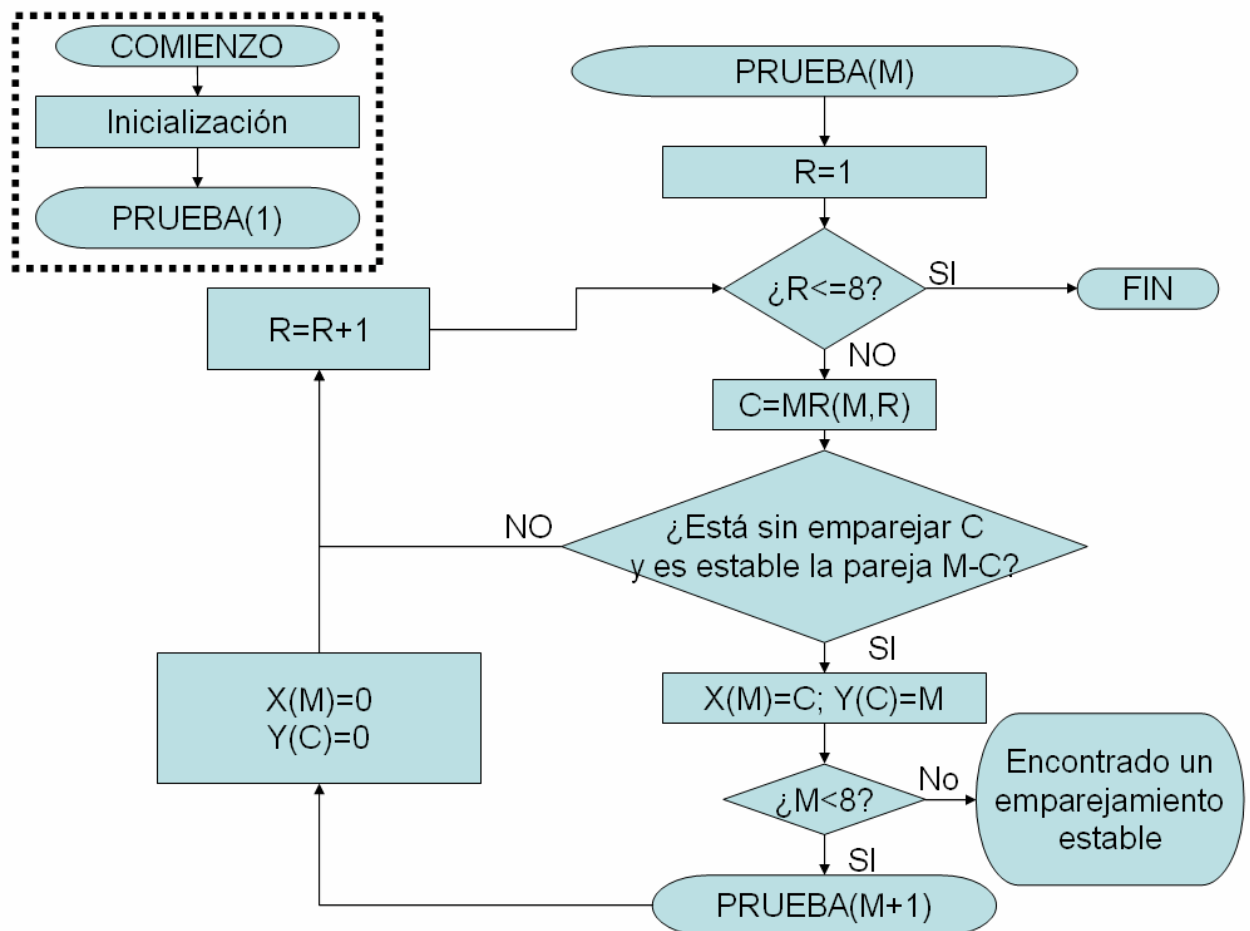 COMIENZO
Inicialización
PRUEBA(1)
PRUEBA(M)
R=1
¿R<=8?
SI
FIN
NO
R=R+1
C=MR(M,R)
¿Está sin emparejar C
y es estable la pareja M-C?
NO
SI
X(M)=C; Y(C)=M
X(M)=0
Y(C)=0
¿M<8?
No
Encontrado un
emparejamiento
estable
SI
PRUEBA(M+1)